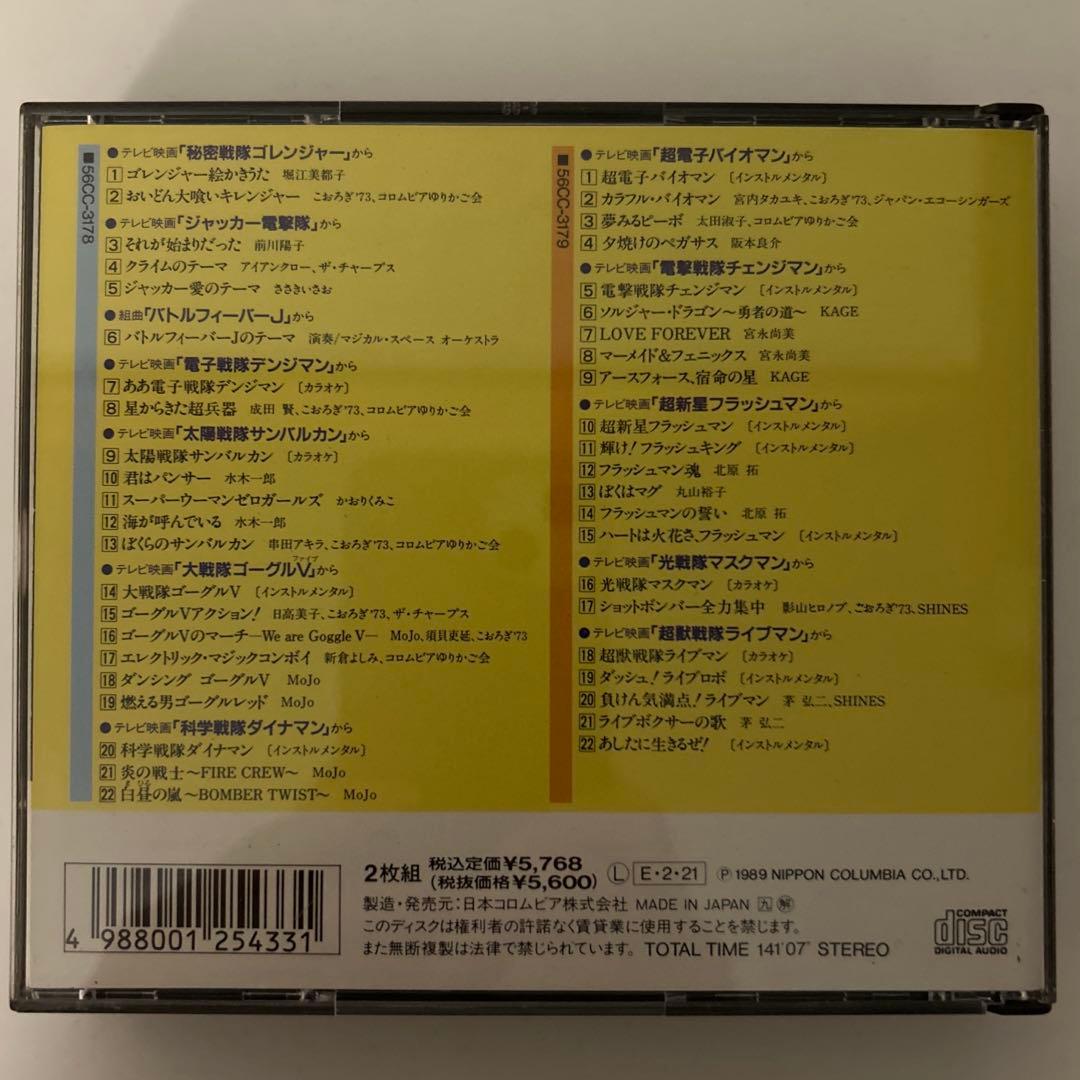 ■56CC-3178
●テレビ映画「秘密戦隊ゴレンジャー」から
1 ゴレンジャー絵かきうた 堀江美都子
2 おいどん大喰いキレンジャー こおろぎ'73、コロムビアゆりかご会
●テレビ映画「ジャッカー電撃隊」から
3 それが始まりだった 前川陽子
4 クライムのテーマ アイアンクロー、ザ・チャープス
5 ジャッカー愛のテーマ ささきいさお
●組曲「バトルフィーバーJ」から
6 バトルフィーバーJのテーマ 演奏/マジカル・スペース オーケストラ
●テレビ映画「電子戦隊デンジマン」から
7 ああ電子戦隊デンジマン 〔カラオケ〕
8 星からきた超兵器 成田 賢、こおろぎ'73、コロムビアゆりかご会
●テレビ映画「太陽戦隊サンバルカン」から
9 太陽戦隊サンバルカン 〔カラオケ〕
10 君はパンサー 水木一郎
11 スーパーウーマンゼロガールズ かおりくみこ
12 海が呼んでいる 水木一郎
13 ぼくらのサンバルカン 串田アキラ、こおろぎ'73、コロムビアゆりかご会
●テレビ映画「大戦隊ゴーグルV」から
ファイブ
14 大戦隊ゴーグルV 〔インストルメンタル〕
15 ゴーグルVアクション! 日高美子、こおろぎ'73、ザ・チャープス
16 ゴーグルVのマーチ―We are Goggle V― MoJo、須貝吏延、こおろぎ'73
17 エレクトリック・マジックコンボイ 新倉よしみ、コロムビアゆりかご会
18 ダンシング ゴーグルV MoJo
19 燃える男ゴーグルレッド MoJo
●テレビ映画「科学戦隊ダイナマン」から
20 科学戦隊ダイナマン 〔インストルメンタル〕
21 炎の戦士～FIRE CREW～ MoJo
まひる
22 白昼の嵐～BOMBER TWIST～ MoJo
■56CC-3179
●テレビ映画「超電子バイオマン」から
1 超電子バイオマン 〔インストルメンタル〕
2 カラフル・バイオマン 宮内タカユキ、こおろぎ'73、ジャパン・エコーシンガーズ
3 夢みるピーボ 太田淑子、コロムビアゆりかご会
4 夕焼けのペガサス 阪本良介
●テレビ映画「電撃戦隊チェンジマン」から
5 電撃戦隊チェンジマン 〔インストルメンタル〕
6 ソルジャー・ドラゴン～勇者の道～ KAGE
7 LOVE FOREVER 宮永尚美
8 マーメイド&フェニックス 宮永尚美
9 アースフォース、宿命の星 KAGE
●テレビ映画「超新星フラッシュマン」から
10 超新星フラッシュマン 〔インストルメンタル〕
11 輝け!フラッシュキング 〔インストルメンタル〕
12 フラッシュマン魂 北原 拓
13 ぼくはマグ 丸山裕子
14 フラッシュマンの誓い 北原 拓
15 ハートは火花さ、フラッシュマン 〔インストルメンタル〕
●テレビ映画「光戦隊マスクマン」から
16 光戦隊マスクマン 〔カラオケ〕
17 ショットボンバー全力集中 影山ヒロノブ、こおろぎ'73、SHINES
●テレビ映画「超獣戦隊ライブマン」から
18 超獣戦隊ライブマン 〔カラオケ〕
19 ダッシュ!ライブロボ 〔インストルメンタル〕
20 負けん気満点!ライブマン 茅 弘二、SHINES
21 ライブボクサーの歌 茅 弘二
22 あしたに生きるぜ! 〔インストルメンタル〕
4 988001 254331
2枚組 税込定価¥5,768
(税抜価格¥5,600) Ⓛ E・2・21 ℗ 1989 NIPPON COLUMBIA CO., LTD.
製造・発売元:日本コロムビア株式会社 MADE IN JAPAN 九 解
このディスクは権利者の許諾なく賃貸業に使用することを禁じます。
また無断複製は法律で禁じられています。 TOTAL TIME 141'07" STEREO
COMPACT
disc
DIGITAL AUDIO